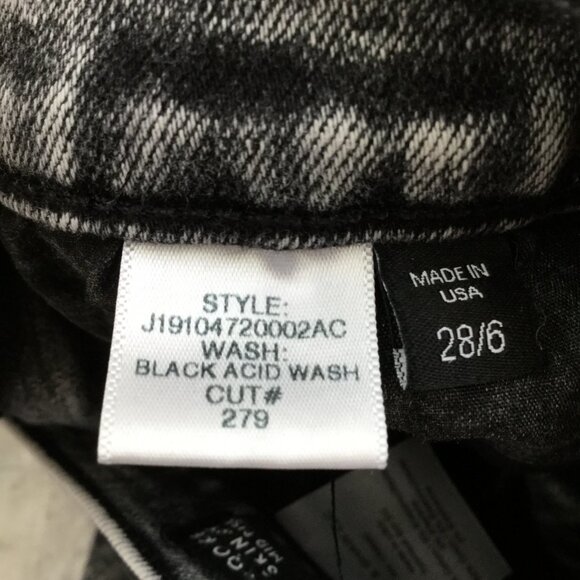 STYLE:
J19104720002AC
WASH:
BLACK ACID WASH
CUT#
279
MADE IN
USA
28/6